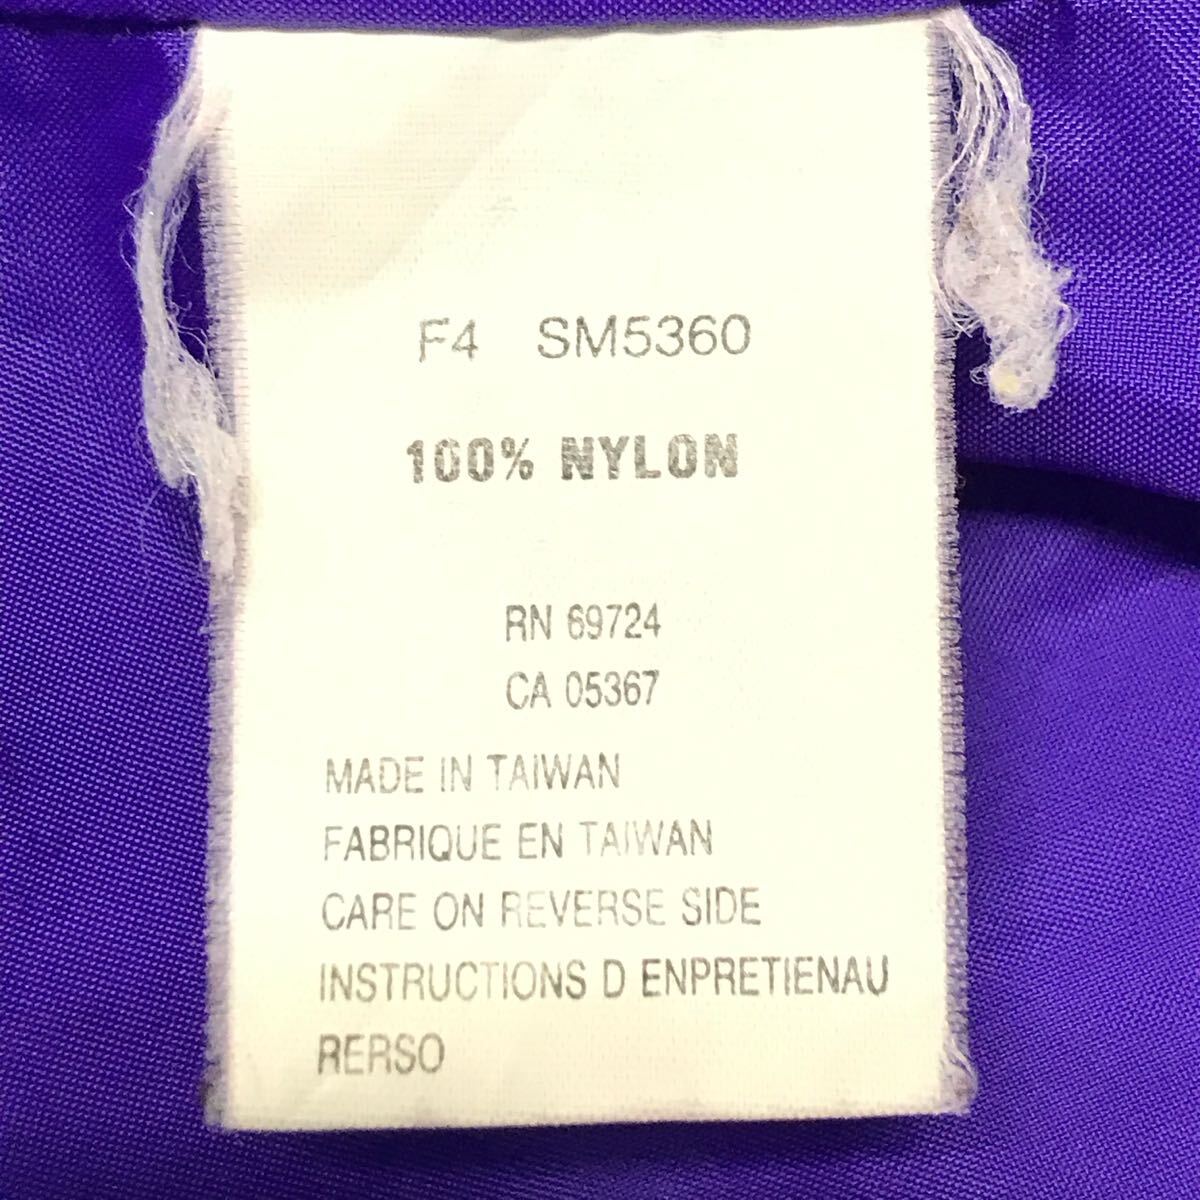 F4 SM5360
100% NYLON
RN 69724
CA 05367
MADE IN TAIWAN
FABRIQUE EN TAIWAN
CARE ON REVERSE SIDE
INSTRUCTIONS D ENPRETIENAU
RERSO